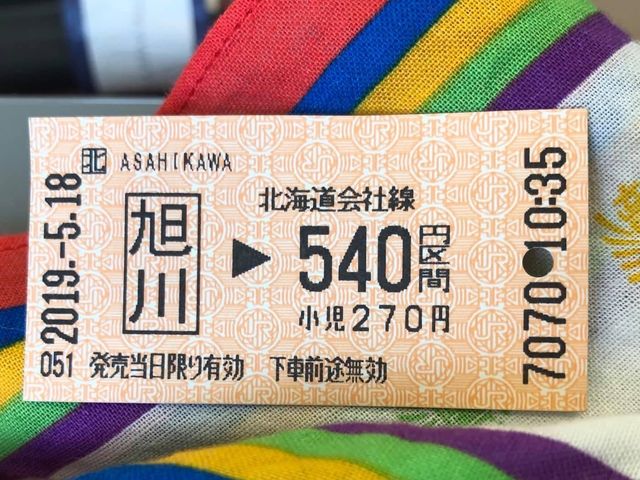 北 ASAHIKAWA
2019.-5.18
旭川
▶
北海道会社線
540円区間
小児270円
7070 10:35
051 発売当日限り有効 下車前途無効